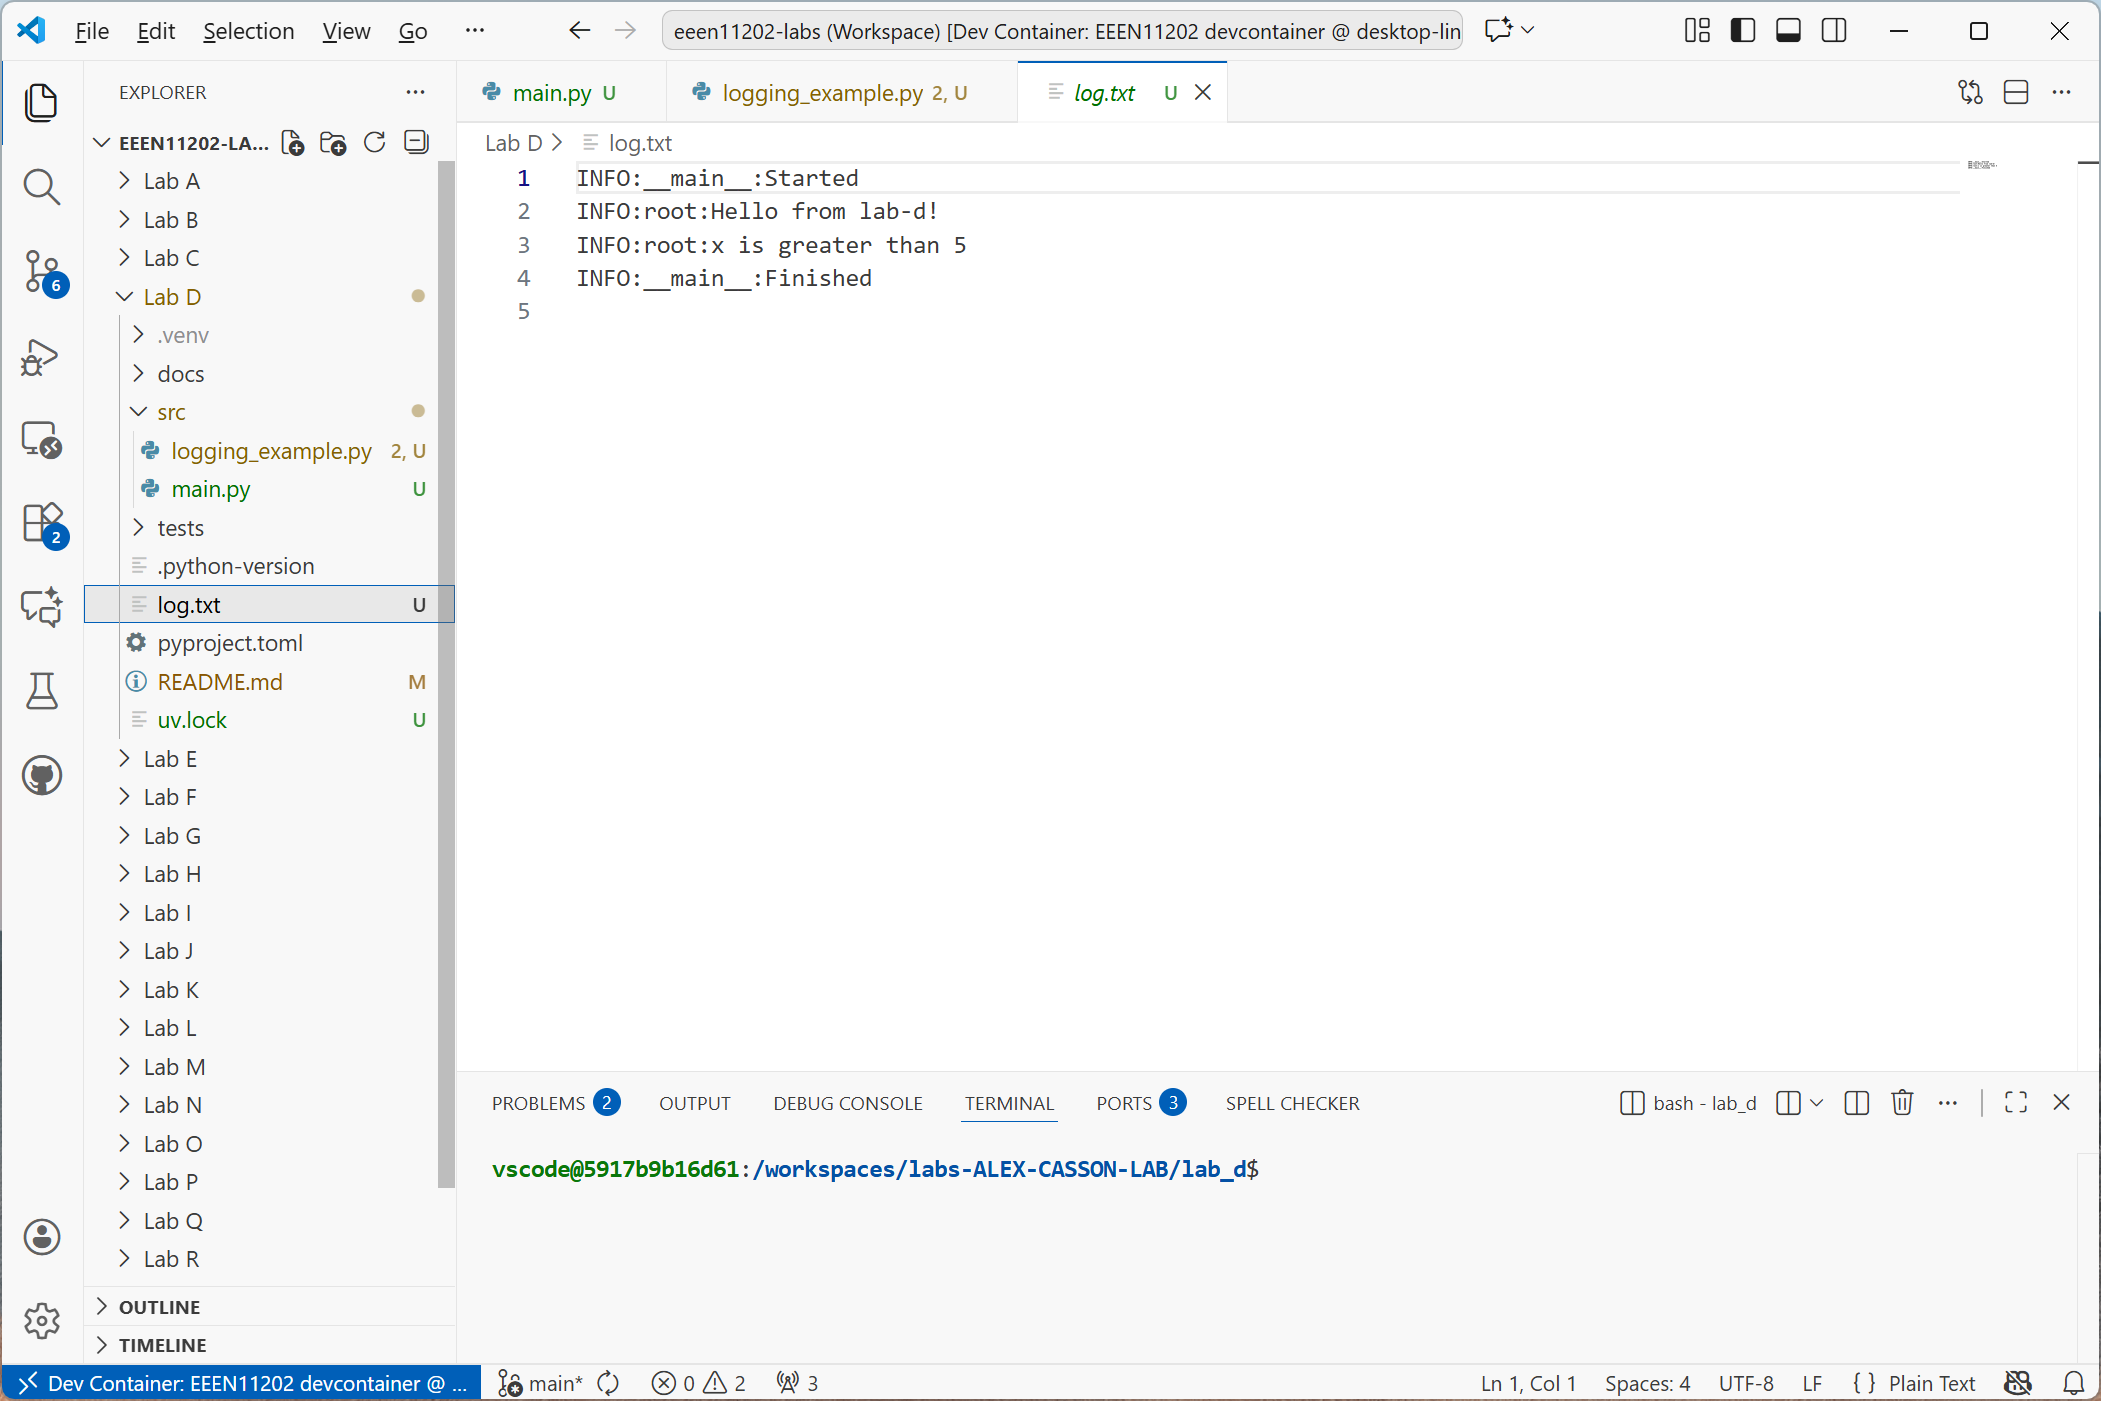 File Edit Selection View Go ··· eeen11202-labs (Workspace) [Dev Container: EEEN11202 devcontainer @ desktop-lin
EXPLORER ···
main.py U
logging_example.py 2, U
log.txt U
EEEN11202-LA...
Lab D > log.txt
Lab A
Lab B
Lab C
Lab D
.venv
docs
src
logging_example.py 2, U
main.py U
tests
.python-version
log.txt U
pyproject.toml
README.md M
uv.lock U
Lab E
Lab F
Lab G
Lab H
Lab I
Lab J
Lab K
Lab L
Lab M
Lab N
Lab O
Lab P
Lab Q
Lab R
OUTLINE
TIMELINE
6
2
1 INFO:__main__:Started
2 INFO:root:Hello from lab-d!
3 INFO:root:x is greater than 5
4 INFO:__main__:Finished
5
PROBLEMS 2 OUTPUT DEBUG CONSOLE TERMINAL PORTS 3 SPELL CHECKER bash - lab_d
vscode@5917b9b16d61:/workspaces/labs-ALEX-CASSON-LAB/lab_d$
Dev Container: EEEN11202 devcontainer @ ... main* 0 2 3 Ln 1, Col 1 Spaces: 4 UTF-8 LF { } Plain Text